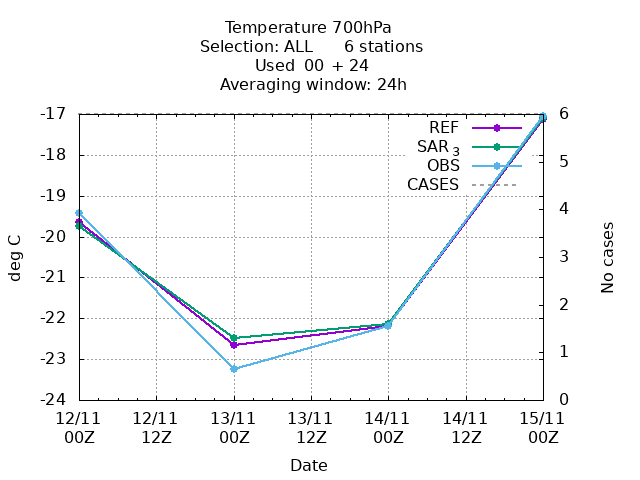 Temperature 700hPa
Selection: ALL      6 stations
Used  00  + 24
Averaging window: 24h
-17
-18
-19
-20
-21
-22
-23
-24
deg C
REF
SAR 3
OBS
CASES
6
5
4
3
2
1
0
No cases
12/11 12/11 13/11 13/11 14/11 14/11 15/11
00Z 12Z 00Z 12Z 00Z 12Z 00Z
Date